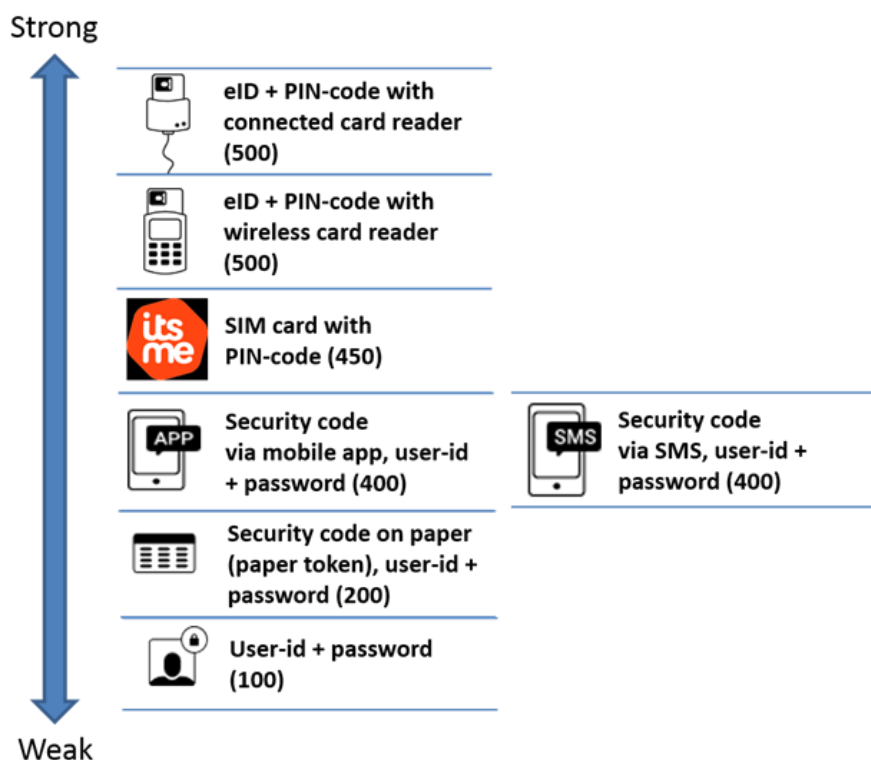 Strong
eID + PIN-code with
connected card reader
(500)
eID + PIN-code with
wireless card reader
(500)
its
me
SIM card with
PIN-code (450)
APP
Security code
via mobile app, user-id
+ password (400)
SMS
Security code
via SMS, user-id +
password (400)
Security code on paper
(paper token), user-id +
password (200)
User-id + password
(100)
Weak